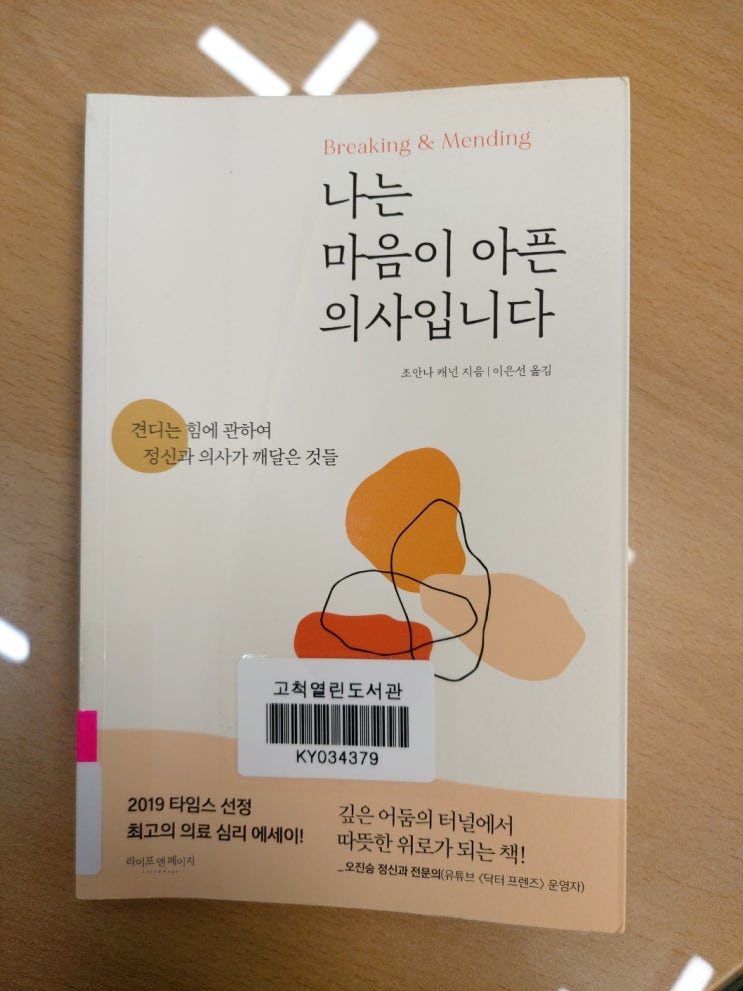 Breaking & Mending
나는
마음이 아픈
의사입니다
조안나 캐넌 지음 | 이은선 옮김
견디는 힘에 관하여
정신과 의사가 깨달은 것들
고척열린도서관
KY034379
2019 타임스 선정
최고의 의료 심리 에세이!
라이프앤페이지
Life&Page
깊은 어둠의 터널에서
따뜻한 위로가 되는 책!
_오진승 정신과 전문의(유튜브 〈닥터 프렌즈〉 운영자)